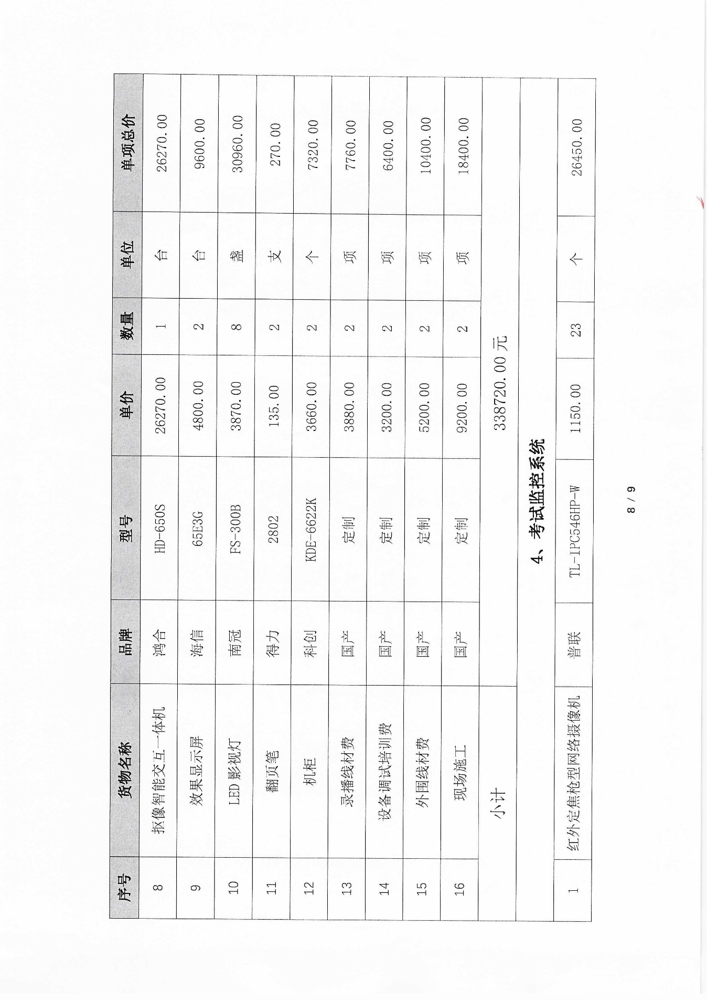 序号 货物名称 品牌 型号 单价 数量 单位 单项总价
8 抠像智能交互一体机 鸿合 HD-650S 26270.00 1 台 26270.00
9 效果显示屏 海信 65E3G 4800.00 2 台 9600.00
10 LED 影视灯 南冠 FS-300B 3870.00 8 盏 30960.00
11 翻页笔 得力 2802 135.00 2 支 270.00
12 机柜 科创 KDE-6622K 3660.00 2 个 7320.00
13 录播线材费 国产 定制 3880.00 2 项 7760.00
14 设备调试培训费 国产 定制 3200.00 2 项 6400.00
15 外围线材费 国产 定制 5200.00 2 项 10400.00
16 现场施工 国产 定制 9200.00 2 项 18400.00
小计 338720.00 元
4、考试监控系统
1 红外定焦枪型网络摄像机 普联 TL-IPC546HP-W 1150.00 23 个 26450.00
8 / 9